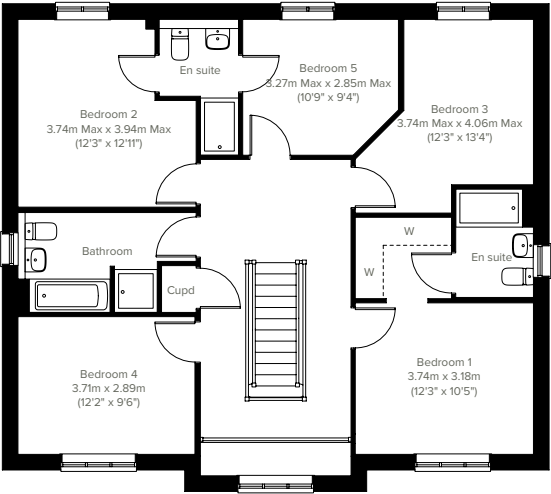 En suite
Bedroom 5
3.27m Max x 2.85m Max
(10'9" x 9'4")
Bedroom 2
3.74m Max x 3.94m Max
(12'3" x 12'11")
Bedroom 3
3.74m Max x 4.06m Max
(12'3" x 13'4")
Bathroom
W
W
En suite
Cupd
Bedroom 4
3.71m x 2.89m
(12'2" x 9'6")
Bedroom 1
3.74m x 3.18m
(12'3" x 10'5")